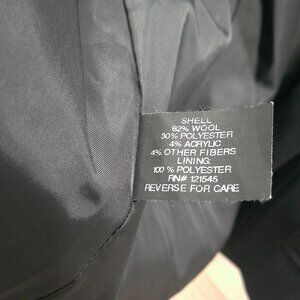 SHELL
62% WOOL
30% POLYESTER
4% ACRYLIC
4% OTHER FIBERS
LINING
100% POLYESTER
RN# 121545
REVERSE FOR CARE